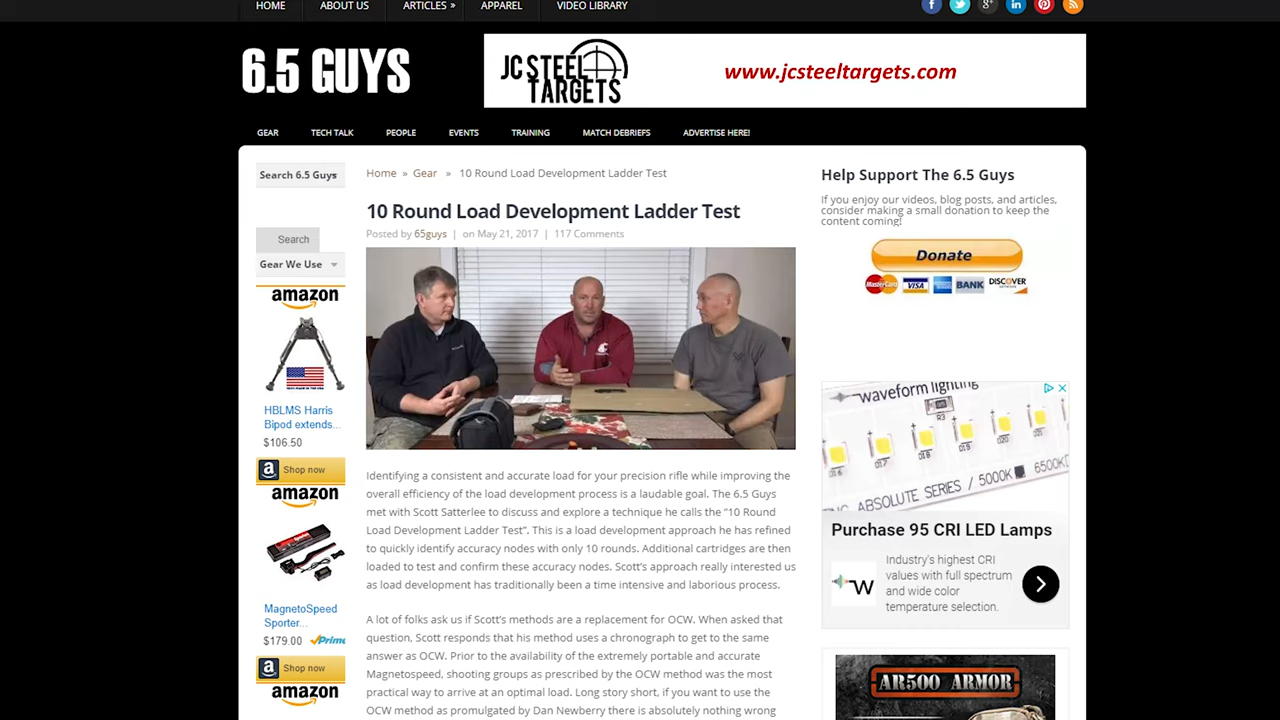 HOME
ABOUT US
ARTICLES »
APPAREL
VIDEO LIBRARY
6.5 GUYS
JC STEEL
TARGETS
www.jcsteeltargets.com
GEAR
TECH TALK
PEOPLE
EVENTS
TRAINING
MATCH DEBRIEFS
ADVERTISE HERE!
Search 6.5 Guys
Search
Gear We Use
amazon
HBLMS Harris
Bipod extends...
$106.50
Shop now
amazon
MagnetoSpeed
Sporter...
$179.00 Prime
Shop now
amazon
Home » Gear » 10 Round Load Development Ladder Test
10 Round Load Development Ladder Test
Posted by 65guys | on May 21, 2017 | 117 Comments
Identifying a consistent and accurate load for your precision rifle while improving the
overall efficiency of the load development process is a laudable goal. The 6.5 Guys
met with Scott Satterlee to discuss and explore a technique he calls the "10 Round
Load Development Ladder Test". This is a load development approach he has refined
to quickly identify accuracy nodes with only 10 rounds. Additional cartridges are then
loaded to test and confirm these accuracy nodes. Scott's approach really interested us
as load development has traditionally been a time intensive and laborious process.
A lot of folks ask us if Scott's methods are a replacement for OCW. When asked that
question, Scott responds that his method uses a chronograph to get to the same
answer as OCW. Prior to the availability of the extremely portable and accurate
Magnetospeed, shooting groups as prescribed by the OCW method was the most
practical way to arrive at an optimal load. Long story short, if you want to use the
OCW method as promulgated by Dan Newberry there is absolutely nothing wrong
Help Support The 6.5 Guys
If you enjoy our videos, blog posts, and articles,
consider making a small donation to keep the
content coming!
Donate
MasterCard VISA BANK DISCOVER
waveform lighting
R3
D16 D17 D18 D19 D20 D21
ABSOLUTE SERIES / 5000K 6500K
Purchase 95 CRI LED Lamps
Industry's highest CRI
values with full spectrum
and wide color
temperature selection.
AR500 ARMOR